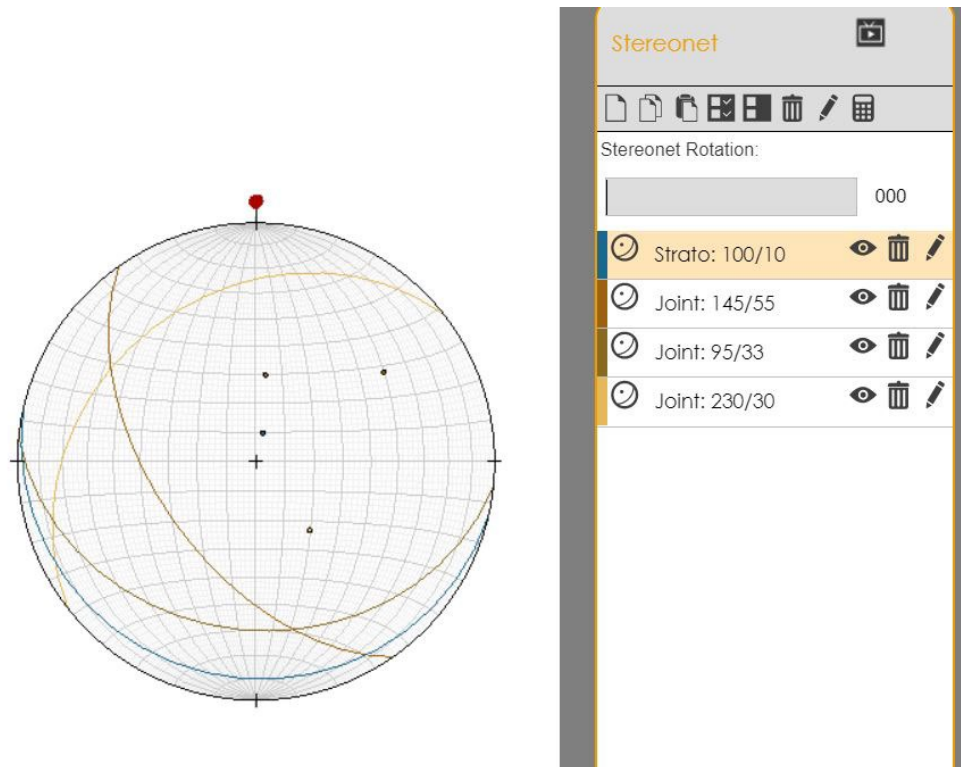 Stereonet
Stereonet Rotation:
000
Strato: 100/10
Joint: 145/55
Joint: 95/33
Joint: 230/30